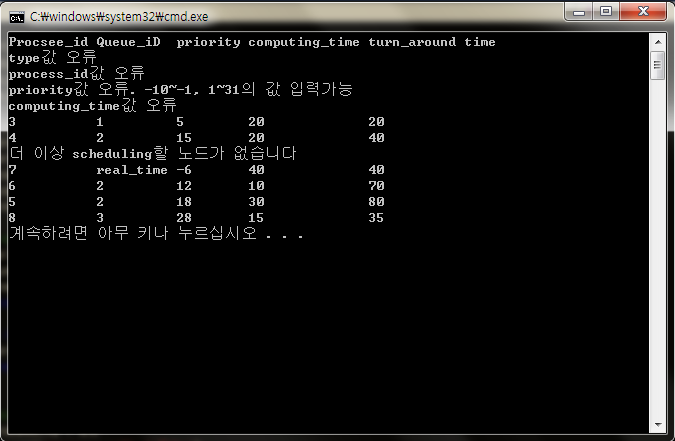 C:₩windows₩system32₩cmd.exe
Procsee_id Queue_iD priority computing_time turn_around time
type값 오류
process_id값 오류
priority값 오류. -10~-1, 1~31의 값 입력가능
computing_time값 오류
3 1 5 20 20
4 2 15 20 40
더 이상 scheduling할 노드가 없습니다
7 real_time -6 40 40
6 2 12 10 70
5 2 18 30 80
8 3 28 15 35
계속하려면 아무 키나 누르십시오 . . .